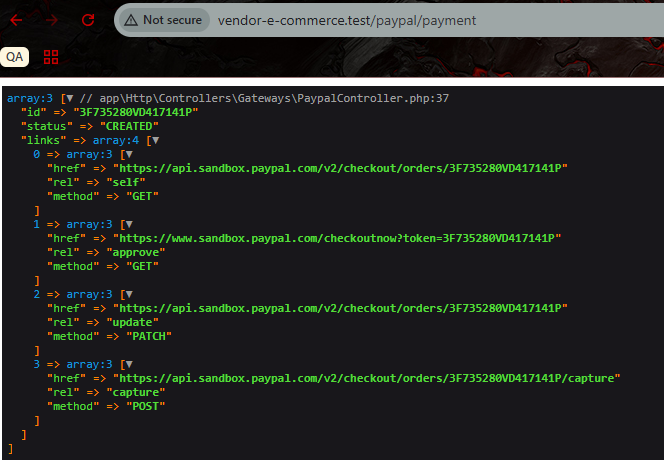 Not secure vendor-e-commerce.test/paypal/payment
QA
array:3 [▼ // app\Http\Controllers\Gateways\PaypalController.php:37
"id" => "3F735280VD417141P"
"status" => "CREATED"
"links" => array:4 [▼
0 => array:3 [▼
"href" => "https://api.sandbox.paypal.com/v2/checkout/orders/3F735280VD417141P"
"rel" => "self"
"method" => "GET"
]
1 => array:3 [▼
"href" => "https://www.sandbox.paypal.com/checkoutnow?token=3F735280VD417141P"
"rel" => "approve"
"method" => "GET"
]
2 => array:3 [▼
"href" => "https://api.sandbox.paypal.com/v2/checkout/orders/3F735280VD417141P"
"rel" => "update"
"method" => "PATCH"
]
3 => array:3 [▼
"href" => "https://api.sandbox.paypal.com/v2/checkout/orders/3F735280VD417141P/capture"
"rel" => "capture"
"method" => "POST"
]
]
]